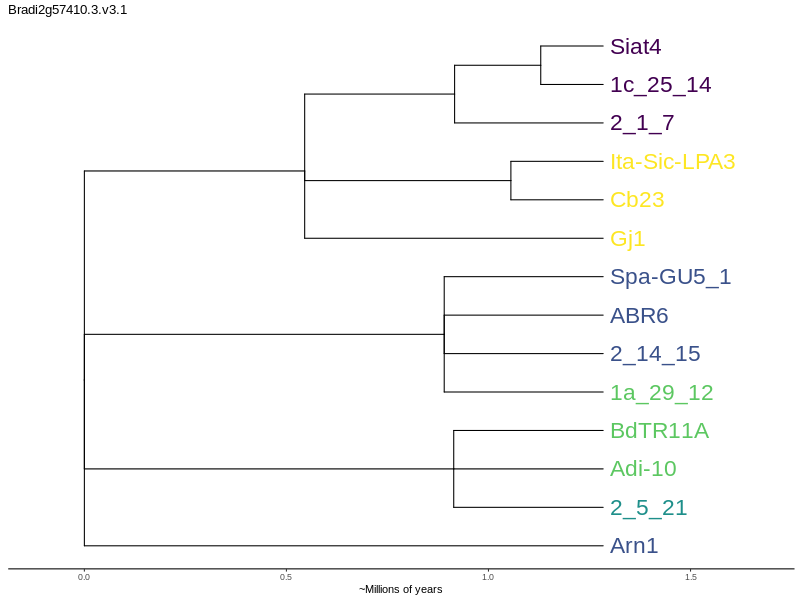 Bradi2g57410.3.v3.1
Siat4
1c_25_14
2_1_7
Ita-Sic-LPA3
Cb23
Gj1
Spa-GU5_1
ABR6
2_14_15
1a_29_12
BdTR11A
Adi-10
2_5_21
Arn1
0.0 0.5 1.0 1.5
~Millions of years